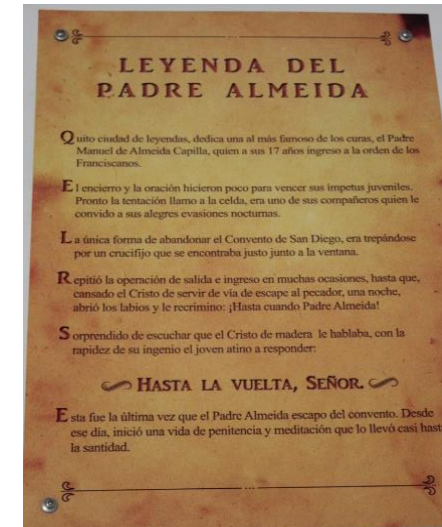 LEYENDA DEL
PADRE ALMEIDA
Quito ciudad de leyendas, dedica una al más famoso de los curas, el Padre
Manuel de Almeida Capilla, quien a sus 17 años ingreso a la orden de los
Franciscanos.
El encierro y la oración hicieron poco para vencer sus ímpetus juveniles.
Pronto la tentación llamo a la celda, era uno de sus compañeros quien le
convido a sus alegres evasiones nocturnas.
La única forma de abandonar el Convento de San Diego, era trepándose
por un crucifijo que se encontraba justo junto a la ventana.
Repitió la operación de salida e ingreso en muchas ocasiones, hasta que,
cansado el Cristo de servir de vía de escape al pecador, una noche,
abrió los labios y le recrimino: ¡Hasta cuando Padre Almeida!
Sorprendido de escuchar que el Cristo de madera le hablaba, con la
rapidez de su ingenio el joven atino a responder:
HASTA LA VUELTA, SEÑOR.
Esta fue la última vez que el Padre Almeida escapo del convento. Desde
ese día, inició una vida de penitencia y meditación que lo llevó casi hast
la santidad.